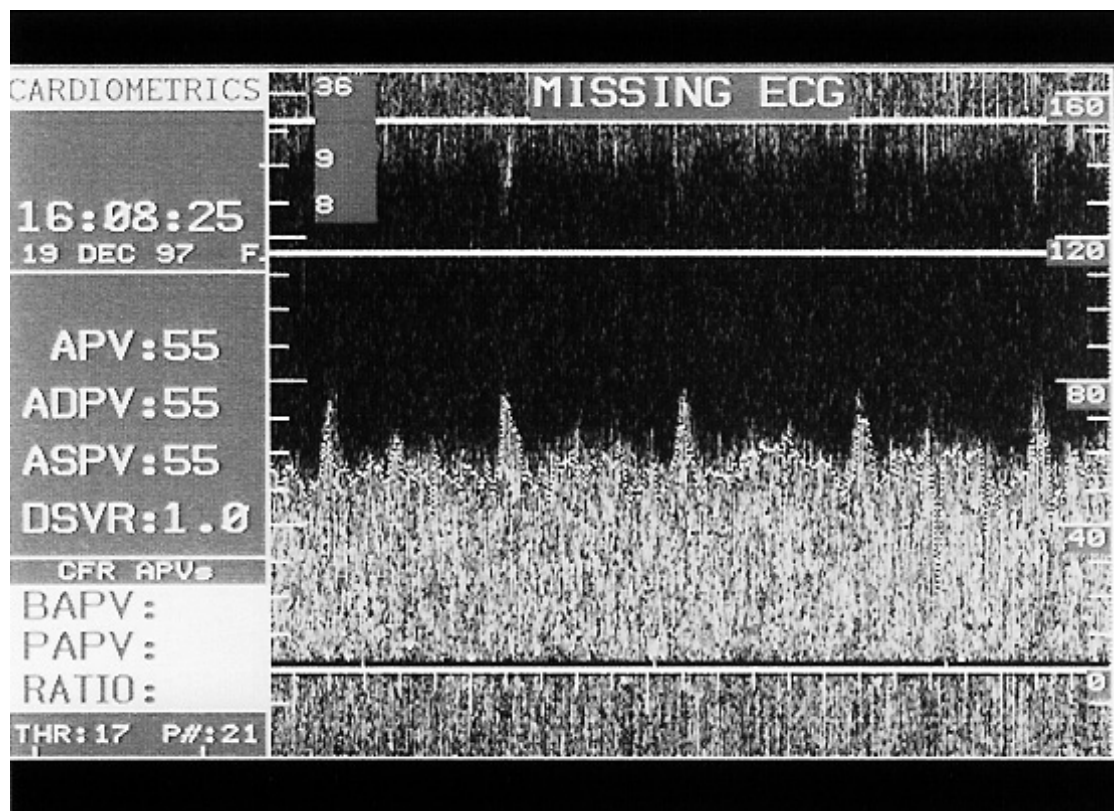 CARDIOMETRICS
16:08:25
19 DEC 97 F.
APV:55
ADPV:55
ASPV:55
DSVR:1.0
CFR APVs
BAPV:
PAPV:
RATIO:
THR:17 P#:21
36
9
8
MISSING ECG
160
120
80
40
0